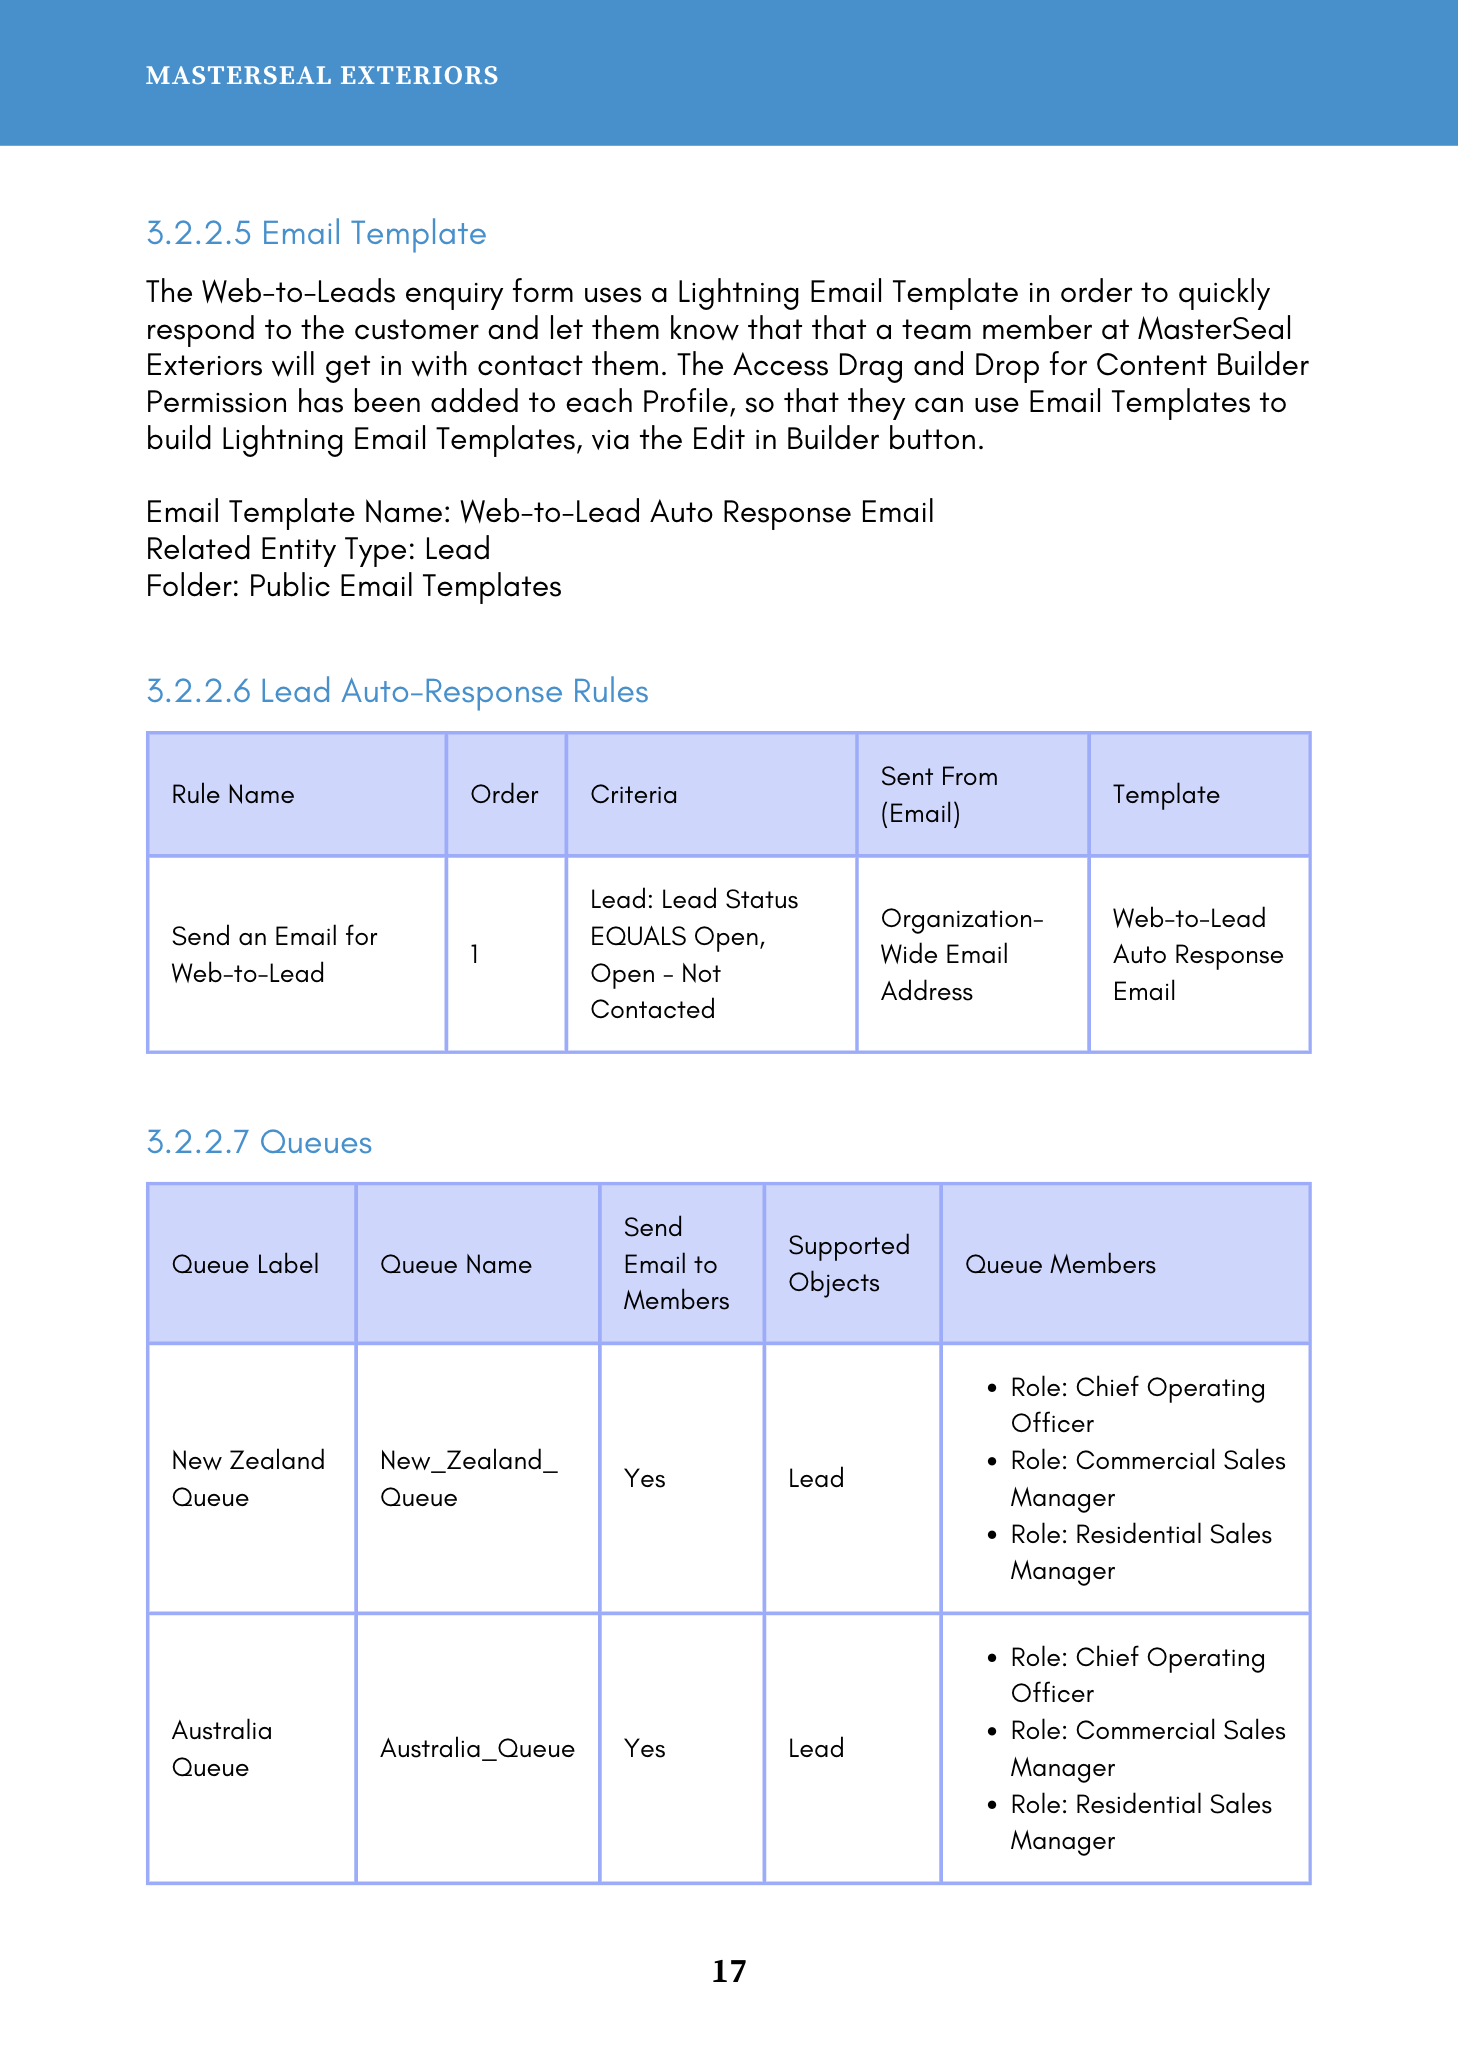 MASTERSEAL EXTERIORS
3.2.2.5 Email Template
The Web-to-Leads enquiry form uses a Lightning Email Template in order to quickly
respond to the customer and let them know that that a team member at MasterSeal
Exteriors will get in with contact them. The Access Drag and Drop for Content Builder
Permission has been added to each Profile, so that they can use Email Templates to
build Lightning Email Templates, via the Edit in Builder button.
Email Template Name: Web-to-Lead Auto Response Email
Related Entity Type: Lead
Folder: Public Email Templates
3.2.2.6 Lead Auto-Response Rules
Rule Name
Order
Criteria
Sent From
(Email)
Template
Send an Email for
Web-to-Lead
1
Lead: Lead Status
EQUALS Open,
Open - Not
Contacted
Organization-
Wide Email
Address
Web-to-Lead
Auto Response
Email
3.2.2.7 Queues
Queue Label
Queue Name
Send
Email to
Members
Supported
Objects
Queue Members
New Zealand
Queue
New_Zealand_
Queue
Yes
Lead
• Role: Chief Operating
Officer
• Role: Commercial Sales
Manager
• Role: Residential Sales
Manager
Australia
Queue
Australia_Queue
Yes
Lead
• Role: Chief Operating
Officer
• Role: Commercial Sales
Manager
• Role: Residential Sales
Manager
17